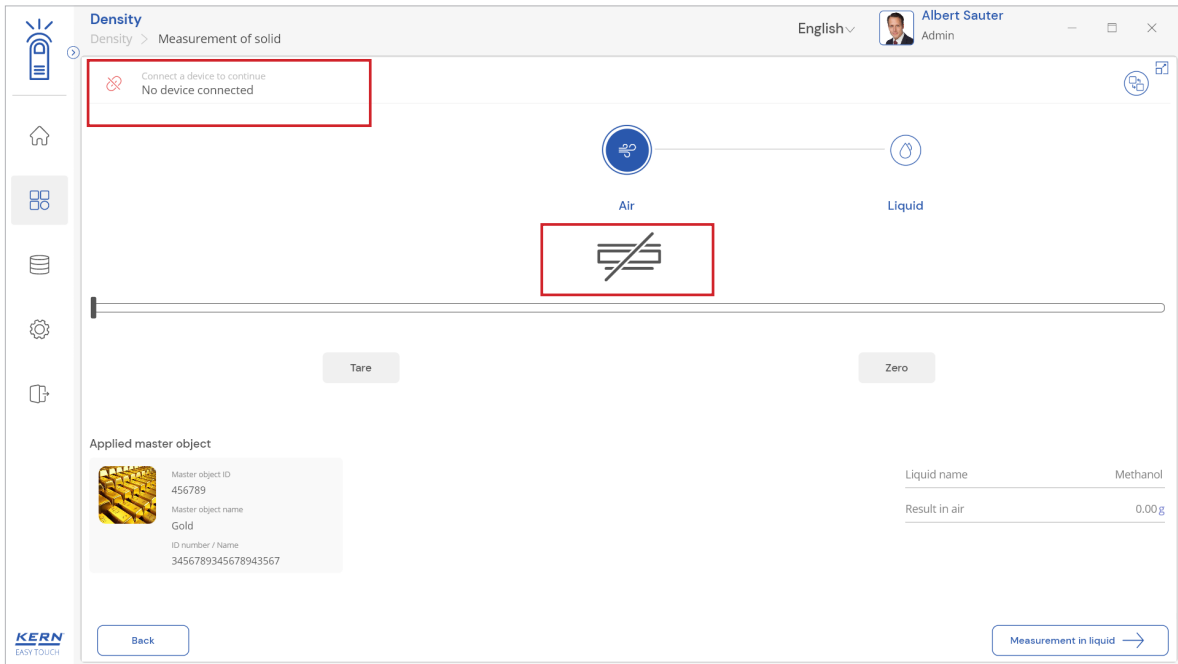 Density
Density > Measurement of solid
English
Albert Sauter
Admin
Connect a device to continue
No device connected
Air
Liquid
Tare
Zero
Applied master object
Master object ID
456789
Master object name
Gold
ID number / Name
3456789345678943567
Liquid name Methanol
Result in air 0.00 g
KERN
EASY TOUCH
Back
Measurement in liquid